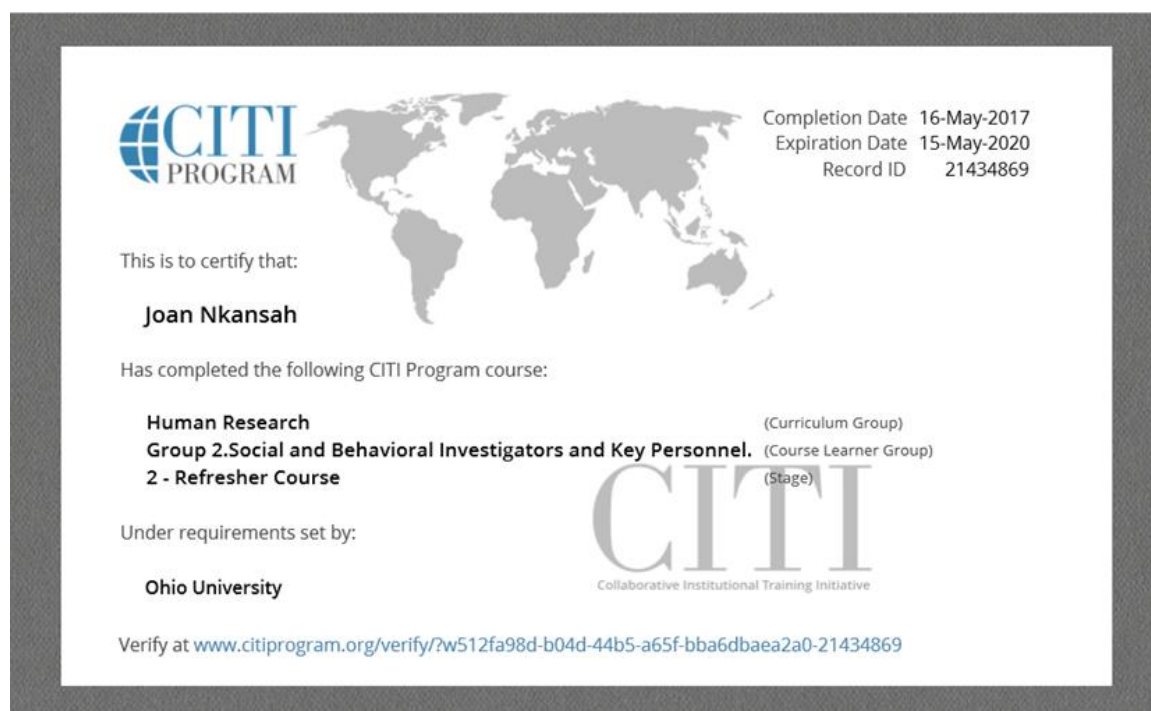 CITI
PROGRAM
Completion Date 16-May-2017
Expiration Date 15-May-2020
Record ID 21434869
This is to certify that:
Joan Nkansah
Has completed the following CITI Program course:
Human Research (Curriculum Group)
Group 2.Social and Behavioral Investigators and Key Personnel. (Course Learner Group)
2 - Refresher Course (Stage)
Under requirements set by:
Ohio University
CITI
Collaborative Institutional Training Initiative
Verify at www.citiprogram.org/verify/?w512fa98d-b04d-44b5-a65f-bba6dbaea2a0-21434869